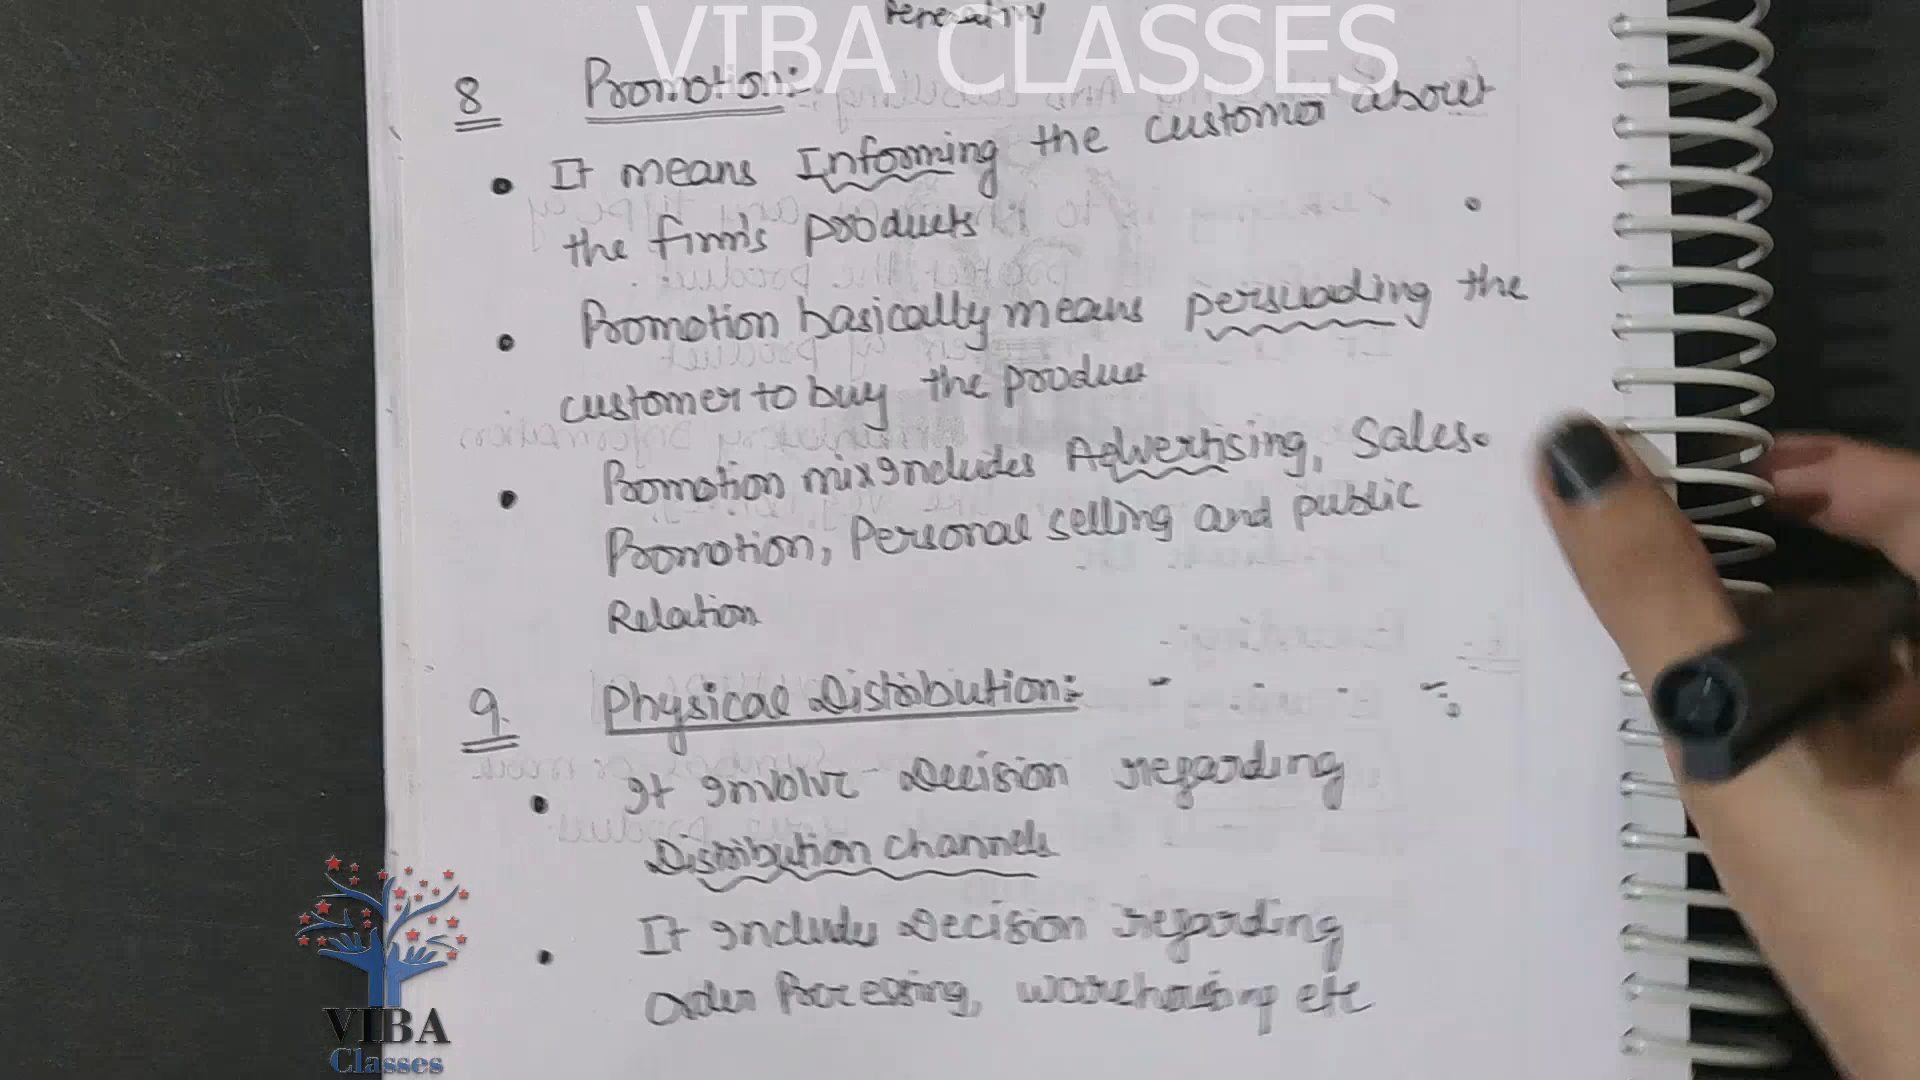 VIBA CLASSES
8 Promotion:-
• It means Informing the customer about
the firm's products
• Promotion basically means persuading the
customer to buy the product
• Promotion mix includes Advertising, Sales
Promotion, Personal selling and public
Relation
9. Physical Distribution:-
• It involve Decision regarding
Distribution channels
• It include Decision regarding
order Processing, warehousing etc
VIBA
Classes